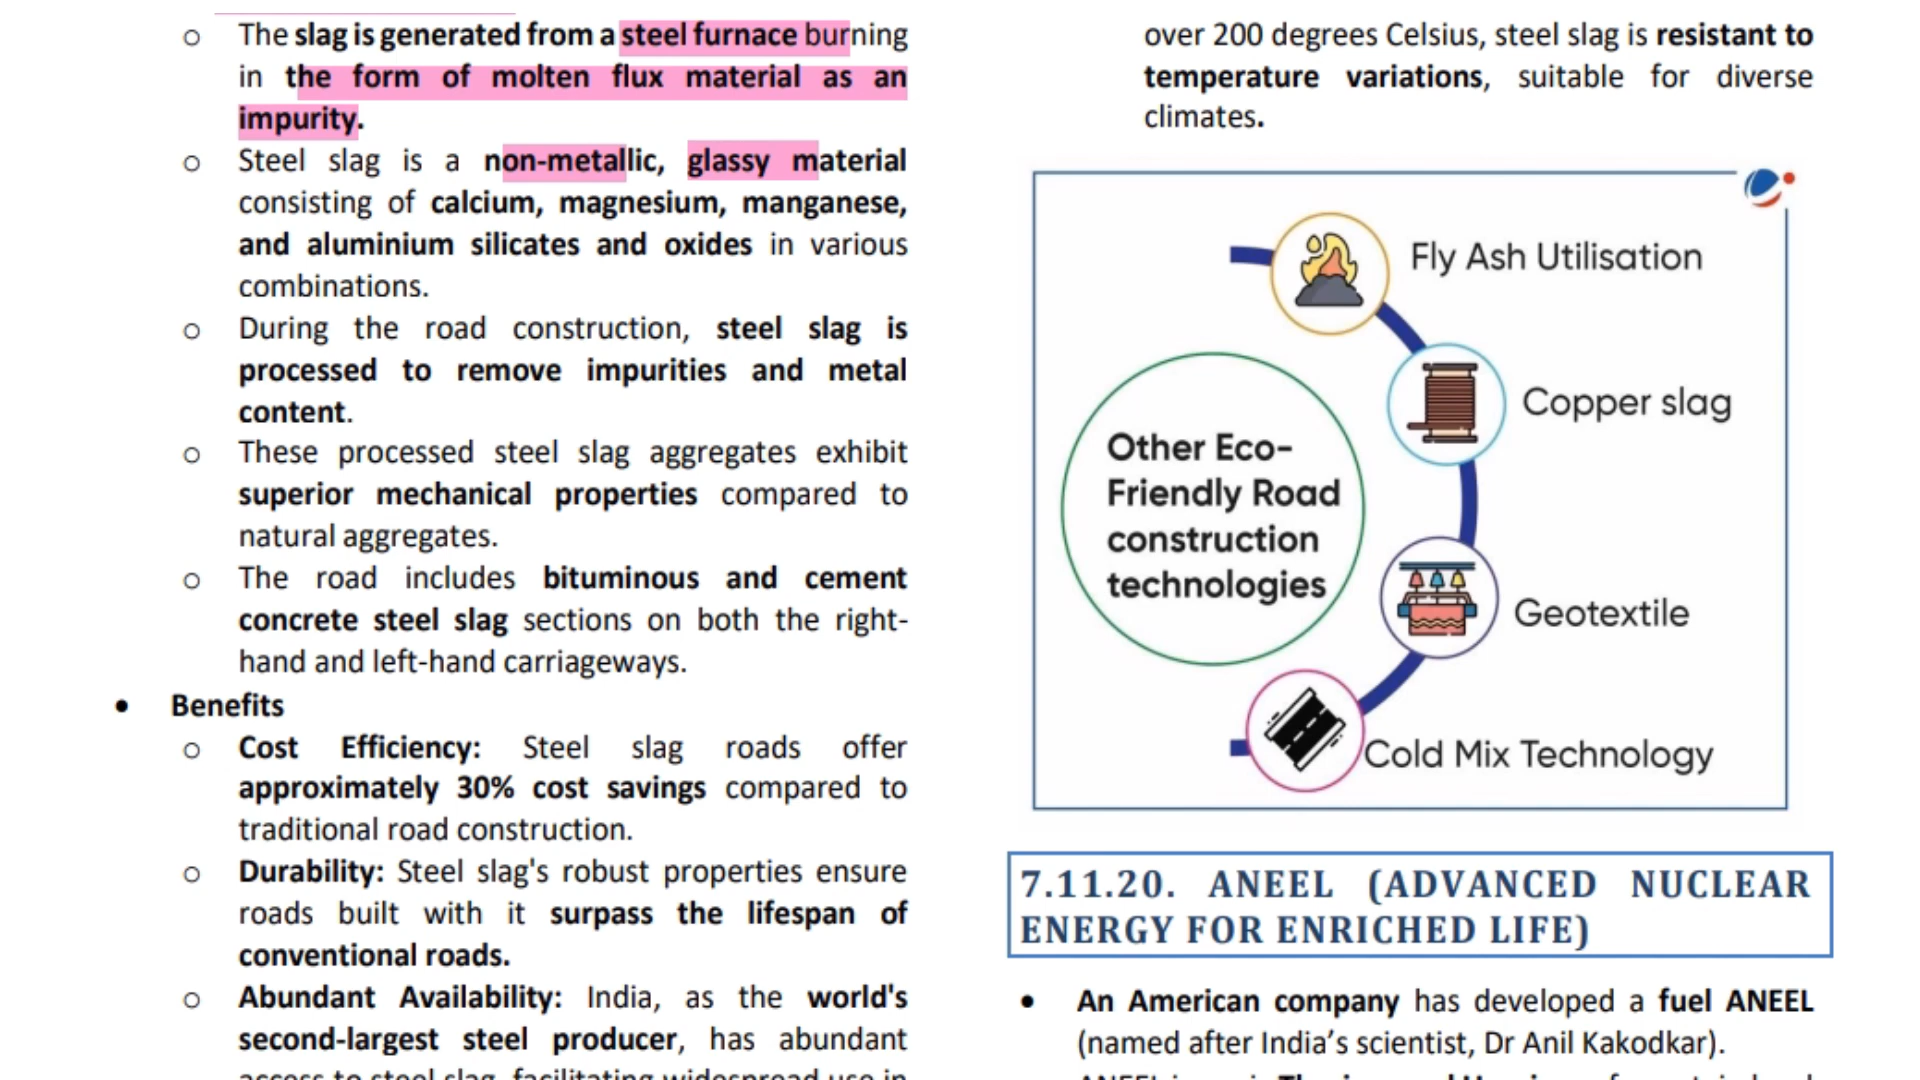 o The slag is generated from a steel furnace burning
in the form of molten flux material as an
impurity.
o Steel slag is a non-metallic, glassy material
consisting of calcium, magnesium, manganese,
and aluminium silicates and oxides in various
combinations.
o During the road construction, steel slag is
processed to remove impurities and metal
content.
o These processed steel slag aggregates exhibit
superior mechanical properties compared to
natural aggregates.
o The road includes bituminous and cement
concrete steel slag sections on both the right-
hand and left-hand carriageways.
• Benefits
o Cost Efficiency: Steel slag roads offer
approximately 30% cost savings compared to
traditional road construction.
o Durability: Steel slag's robust properties ensure
roads built with it surpass the lifespan of
conventional roads.
o Abundant Availability: India, as the world's
second-largest steel producer, has abundant
access to steel slag, facilitating widespread use in
over 200 degrees Celsius, steel slag is resistant to
temperature variations, suitable for diverse
climates.
Fly Ash Utilisation
Copper slag
Other Eco-
Friendly Road
construction
technologies
Geotextile
Cold Mix Technology
7.11.20. ANEEL (ADVANCED NUCLEAR
ENERGY FOR ENRICHED LIFE)
• An American company has developed a fuel ANEEL
(named after India’s scientist, Dr Anil Kakodkar).